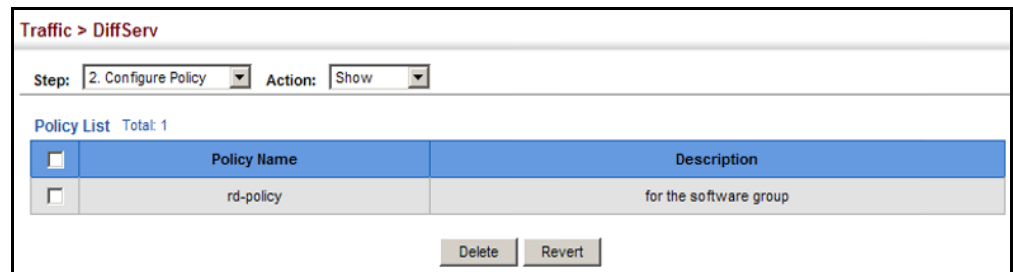 Traffic > DiffServ
Step: 2. Configure Policy Action: Show
Policy List Total: 1
Policy Name Description
rd-policy for the software group
Delete Revert